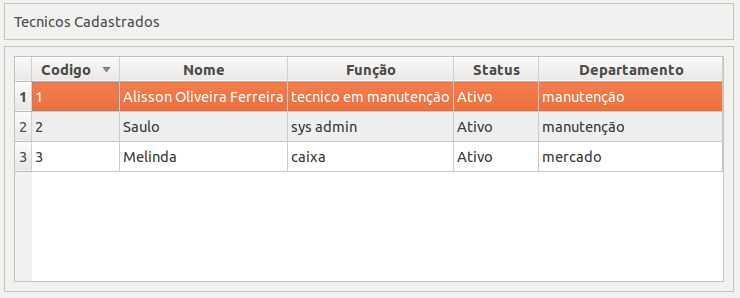 Tecnicos Cadastrados
Codigo Nome Função Status Departamento
1 1 Alisson Oliveira Ferreira tecnico em manutenção Ativo manutenção
2 2 Saulo sys admin Ativo manutenção
3 3 Melinda caixa Ativo mercado